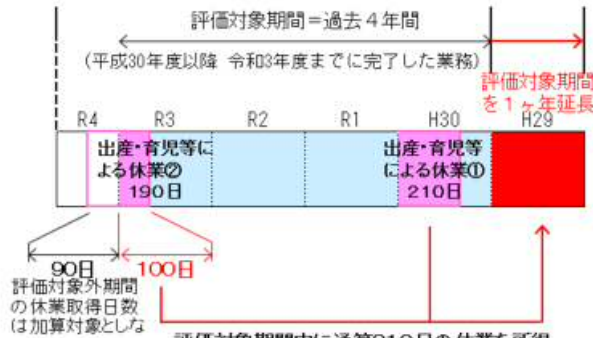 評価対象期間＝過去４年間
(平成30年度以降 令和3年度までに完了した業務)
評価対象期間
を１ヶ年延長
R4 R3 R2 R1 H30 H29
出産・育児等に
よる休業②
190日
出産・育児等
による休業①
210日
90日
100日
評価対象外期間
の休業取得日数
は加算対象としな